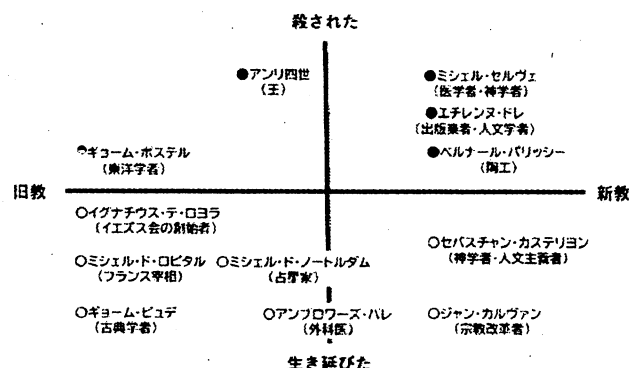 殺された
●アンリ四世
(王)
●ミシェル・セルヴェ
(医学者・神学者)
●エチレンヌ・ドレ
(出版業者・人文学者)
●ベルナール・パリッシー
(陶工)
ギョーム・ポステル
(東洋学者)
旧教
新教
○イグナチウス・デ・ロヨラ
(イエズス会の創始者)
○ミシェル・ド・ロピタル
(フランス宰相)
○ミシェル・ド・ノートルダム
(占星家)
○セバスチャン・カステリヨン
(神学者・人文主義者)
○ギョーム・ビュデ
(古典学者)
○アンブロワーズ・パレ
(外科医)
○ジャン・カルヴァン
(宗教改革者)
生き延びた